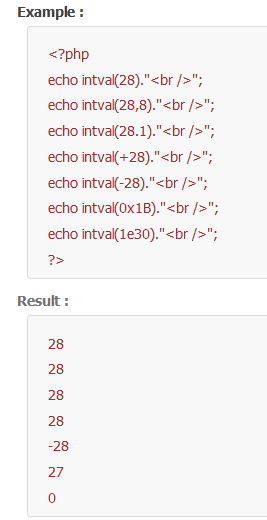 Example :
<?php
echo intval(28)."<br />";
echo intval(28,8)."<br />";
echo intval(28.1)."<br />";
echo intval(+28)."<br />";
echo intval(-28)."<br />";
echo intval(0x1B)."<br />";
echo intval(1e30)."<br />";
?>
Result :
28
28
28
28
-28
27
0